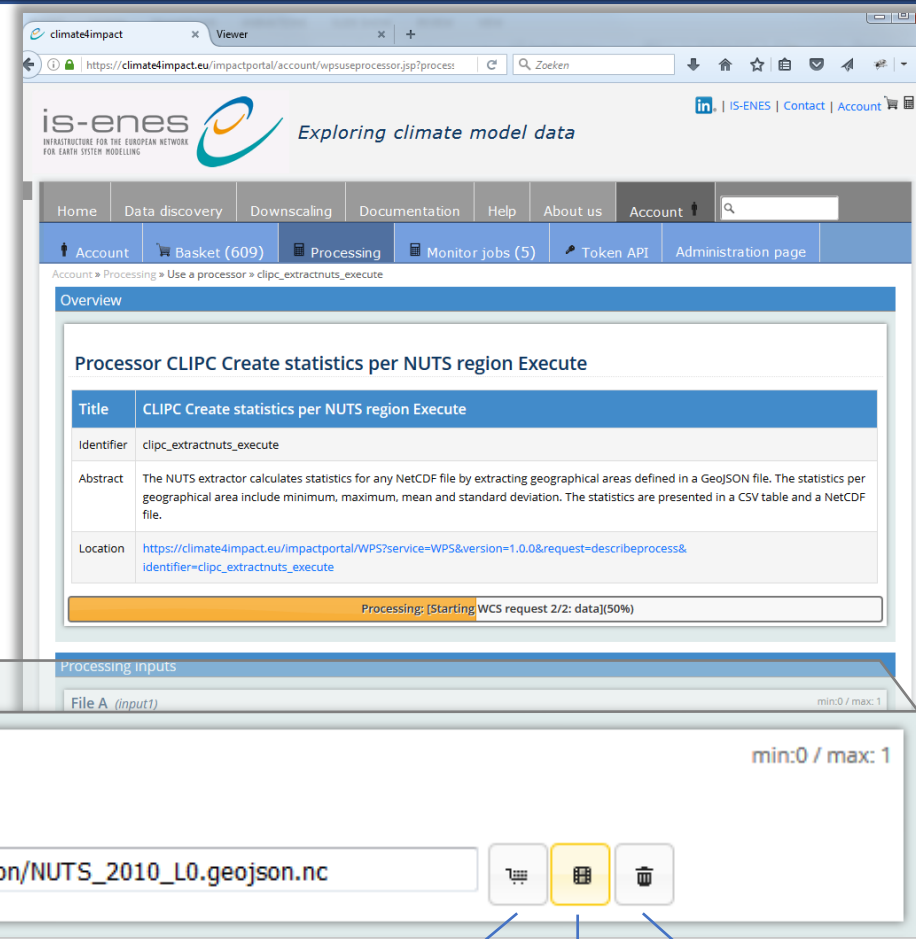 climate4impact × Viewer × +
https://climate4impact.eu/impactportal/account/wpsuseprocessor.jsp?process: Zoeken
in. | IS-ENES | Contact | Account
is-enes
INFRASTRUCTURE FOR THE EUROPEAN NETWORK
FOR EARTH SYSTEM MODELLING
Exploring climate model data
Home Data discovery Downscaling Documentation Help About us Account
Account Basket (609) Processing Monitor jobs (5) Token API Administration page
Account » Processing » Use a processor » clipc_extractnuts_execute
Overview
Processor CLIPC Create statistics per NUTS region Execute
Title CLIPC Create statistics per NUTS region Execute
Identifier clipc_extractnuts_execute
Abstract The NUTS extractor calculates statistics for any NetCDF file by extracting geographical areas defined in a GeoJSON file. The statistics per
geographical area include minimum, maximum, mean and standard deviation. The statistics are presented in a CSV table and a NetCDF
file.
Location https://climate4impact.eu/impactportal/WPS?service=WPS&version=1.0.0&request=describeprocess&
identifier=clipc_extractnuts_execute
Processing: [Starting WCS request 2/2: data](50%)
Processing inputs
File A (input1) min:0 / max: 1
min:0 / max: 1
on/NUTS_2010_L0.geojson.nc